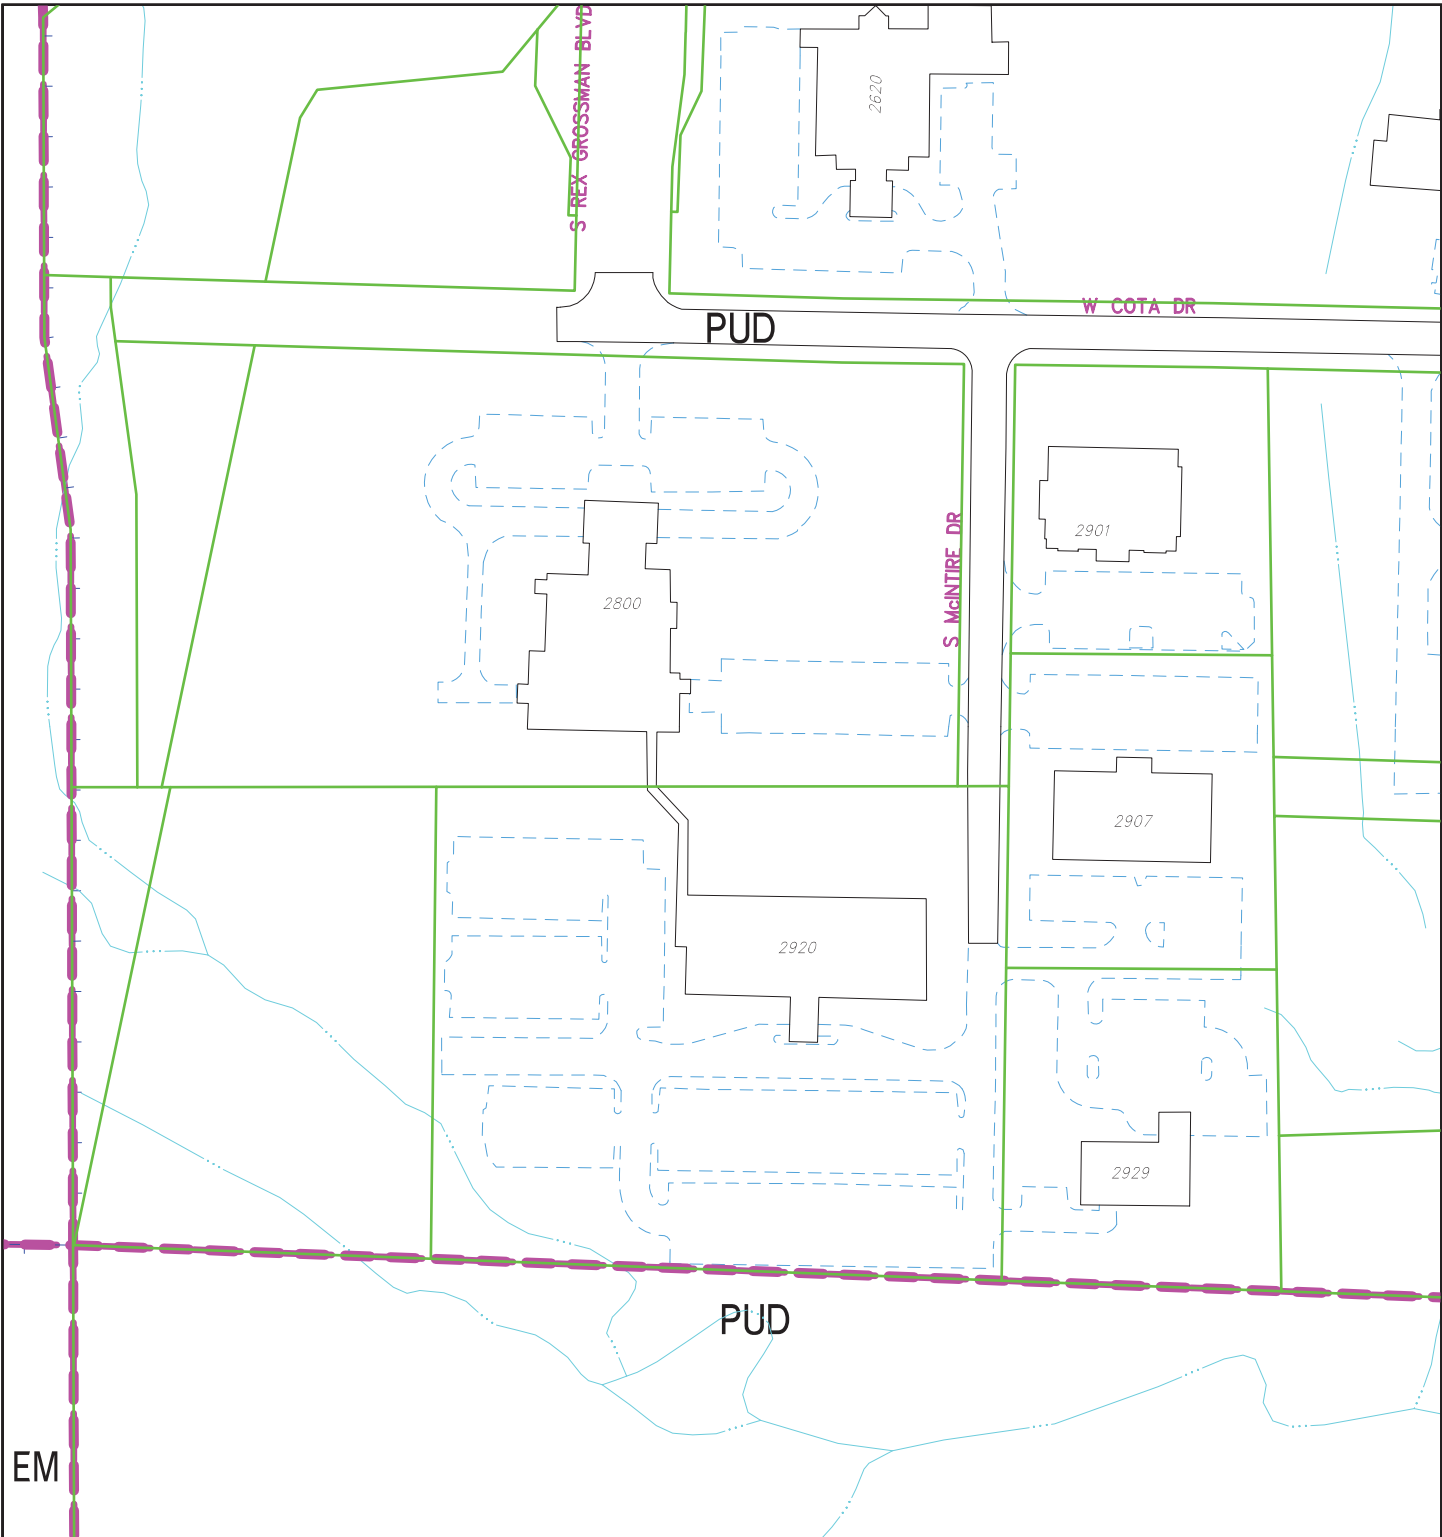 S REX GROSSMAN BLVD
2620
W COTA DR
PUD
2901
S McINTIRE DR
2800
2907
2920
2929
PUD
EM